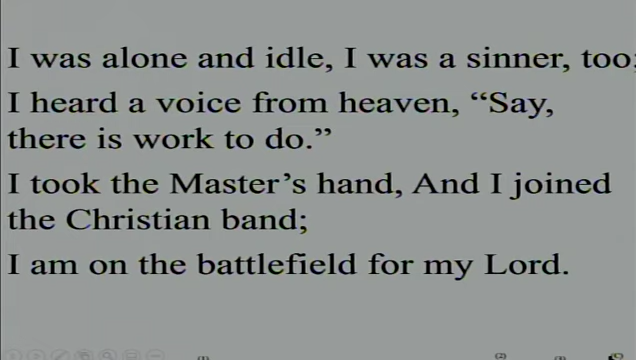 I was alone and idle, I was a sinner, too;
I heard a voice from heaven, “Say,
there is work to do.”
I took the Master’s hand, And I joined
the Christian band;
I am on the battlefield for my Lord.